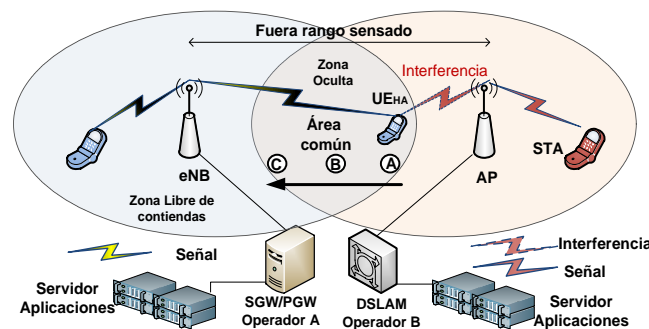 Fuera rango sensado
Zona
Oculta
Interferencia
UEHA
Área
común
STA
eNB
C
B
A
AP
Zona Libre de
contiendas
Señal
Interferencia
Señal
Servidor
Aplicaciones
SGW/PGW
Operador A
DSLAM
Operador B
Servidor
Aplicaciones